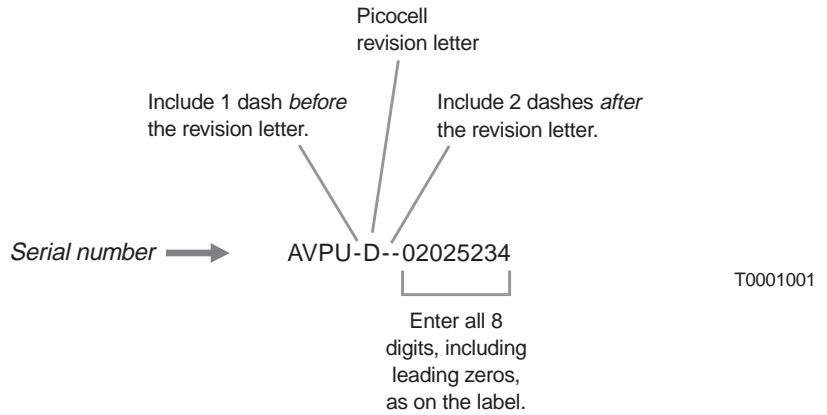 Picocell
revision letter
Include 1 dash before
the revision letter.
Include 2 dashes after
the revision letter.
Serial number
AVPU-D--02025234
T0001001
Enter all 8
digits, including
leading zeros,
as on the label.